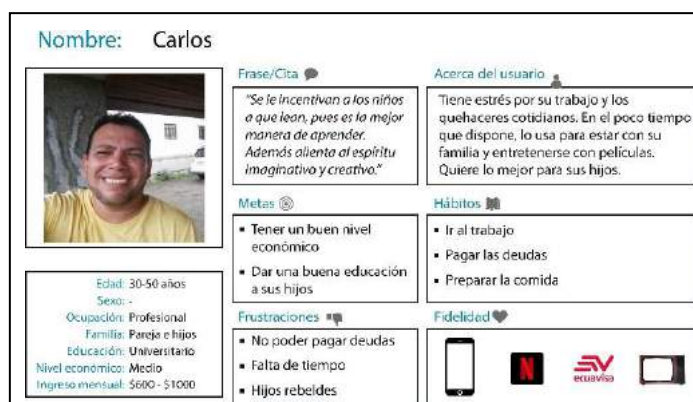 Nombre: Carlos
Frase/Cita
"Se le incentivan a los niños
a que lean, pues es la mejor
manera de aprender.
Además alienta al espíritu
imaginativo y creativo."
Acerca del usuario
Tiene estrés por su trabajo y los
quehaceres cotidianos. En el poco tiempo
que dispone, lo usa para estar con su
familia y entretenerse con películas.
Quiere lo mejor para sus hijos.
Metas
▪ Tener un buen nivel
económico
▪ Dar una buena educación
a sus hijos
Hábitos
▪ Ir al trabajo
▪ Pagar las deudas
▪ Preparar la comida
Edad: 30-50 años
Sexo: -
Ocupación: Profesional
Familia: Pareja e hijos
Educación: Universitario
Nivel económico: Medio
Ingreso mensual: $600 - $1000
Frustraciones
▪ No poder pagar deudas
▪ Falta de tiempo
▪ Hijos rebeldes
Fidelidad
N
ecuavisa